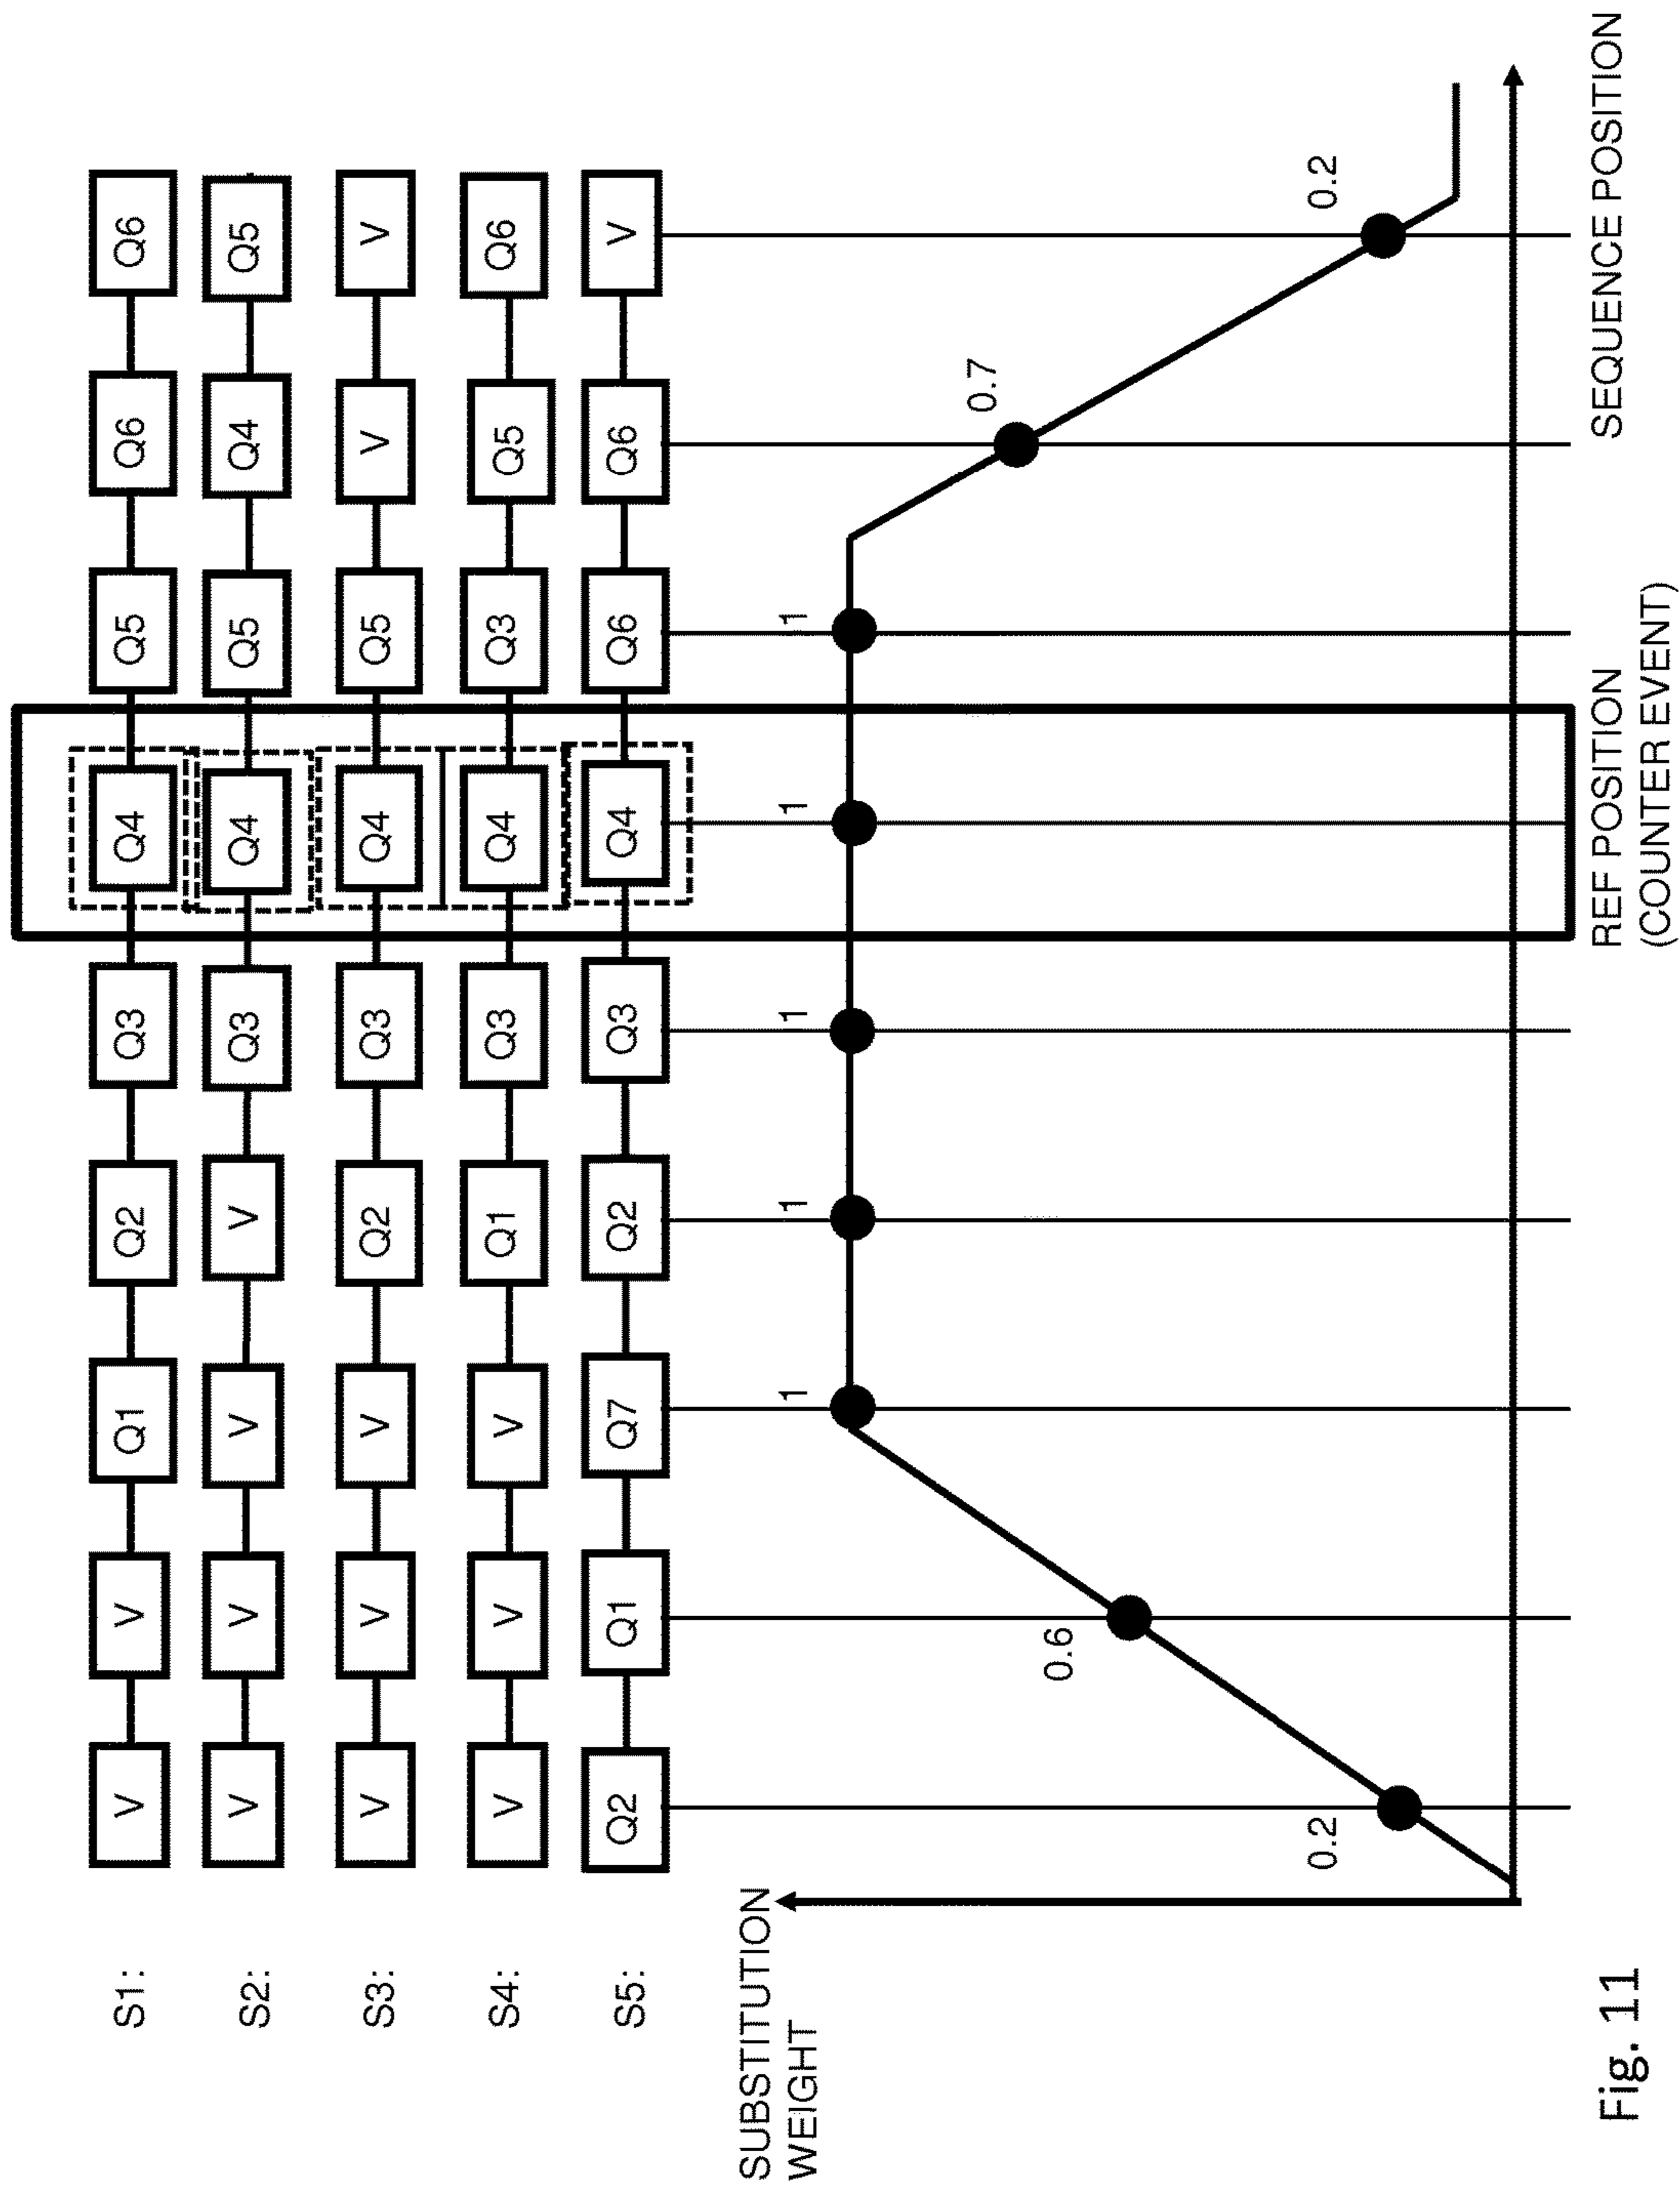 S1:: V V Q1 Q2 Q3 Q4 Q5 Q6 Q6
S2:: V V V V Q3 Q4 Q5 Q4 Q5
S3:: V V V Q2 Q3 Q4 Q5 V V
S4:: V V V Q1 Q3 Q4 Q3 Q5 Q6
S5:: Q2 Q1 Q7 Q2 Q3 Q4 Q6 Q6 V
SUBSTITUTION
WEIGHT
0.2 0.6 1 1 1 1 1 0.7 0.2
REF POSITION
(COUNTER EVENT)
SEQUENCE POSITION
Fig. 11